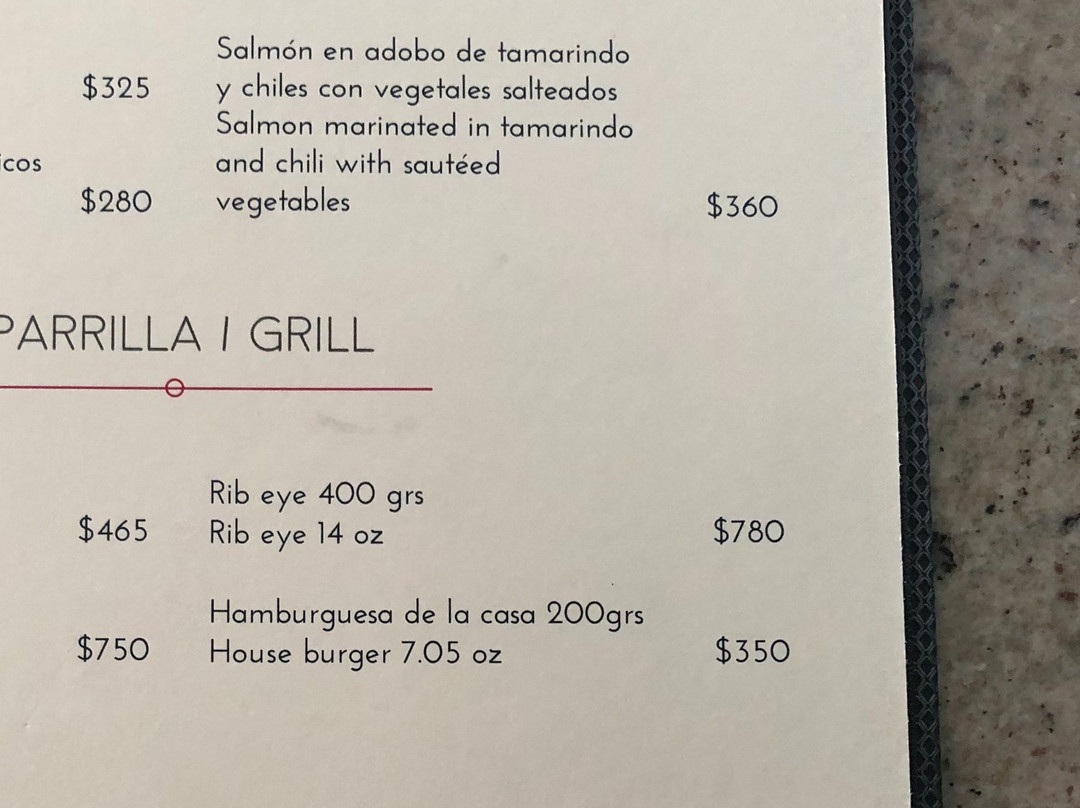 $325
icos
$280
Salmón en adobo de tamarindo
y chiles con vegetales salteados
Salmon marinated in tamarindo
and chili with sautéed
vegetables
$360
PARRILLA / GRILL
$465
Rib eye 400 grs
Rib eye 14 oz
$780
$750
Hamburguesa de la casa 200grs
House burger 7.05 oz
$350